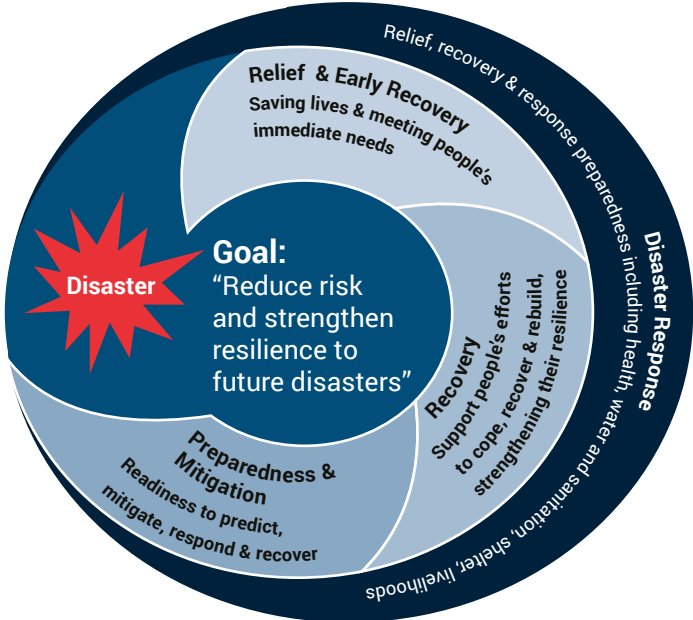 Relief & Early Recovery
Saving lives & meeting people's
immediate needs
Disaster
Goal:
“Reduce risk
and strengthen
resilience to
future disasters”
Recovery
Support people's efforts
to cope, recover & rebuild,
strengthening their resilience
Preparedness &
Mitigation
Readiness to predict,
mitigate, respond & recover
Disaster Response
Relief, recovery & response preparedness including health, water and sanitation, shelter, livelihoods